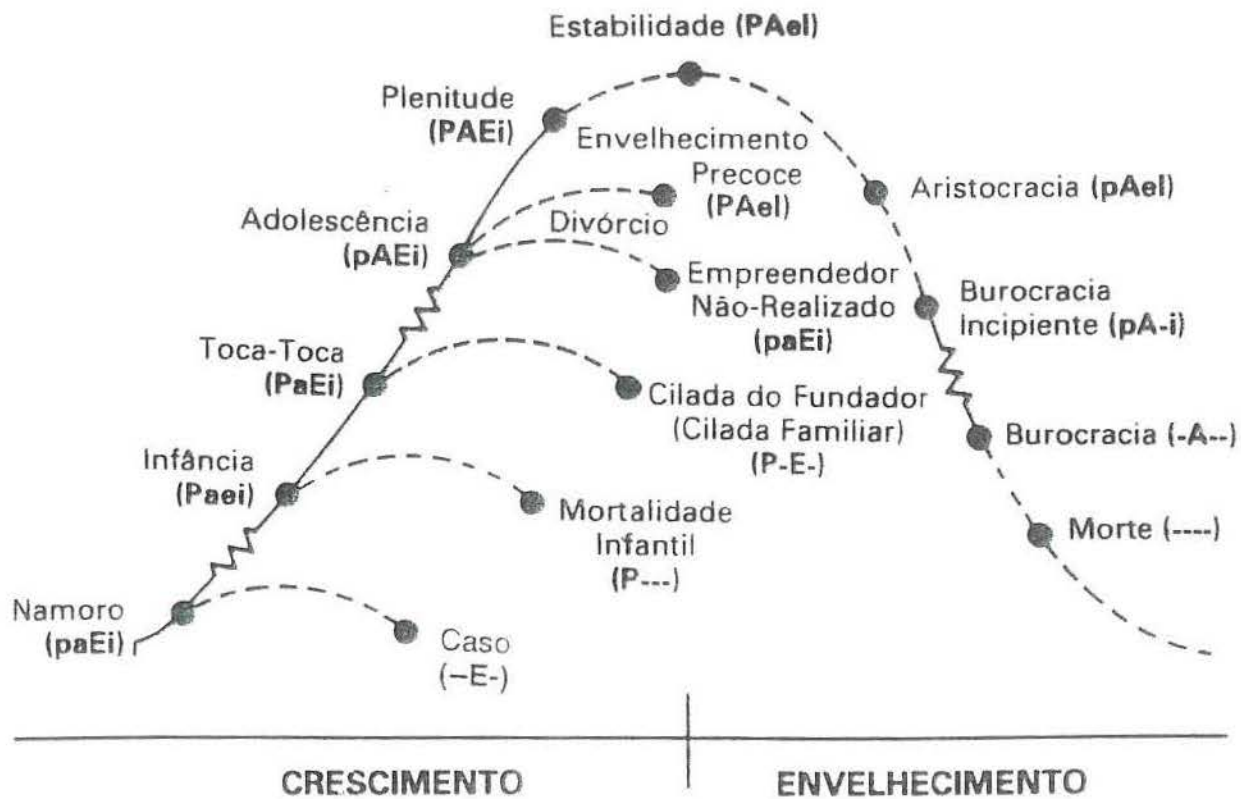 Estabilidade (PAeI)
Plenitude
(PAEi)
Envelhecimento
Precoce
(PAeI)
Adolescência
(pAEi)
Divórcio
Empreendedor
Não-Realizado
(paEi)
Aristocracia (pAeI)
Burocracia
Incipiente (pA-i)
Toca-Toca
(PaEi)
Cilada do Fundador
(Cilada Familiar)
(P-E-)
Burocracia (-A--)
Infância
(Paei)
Mortalidade
Infantil
(P---)
Morte (----)
Namoro
(paEi)
Caso
(–E-)
CRESCIMENTO
ENVELHECIMENTO